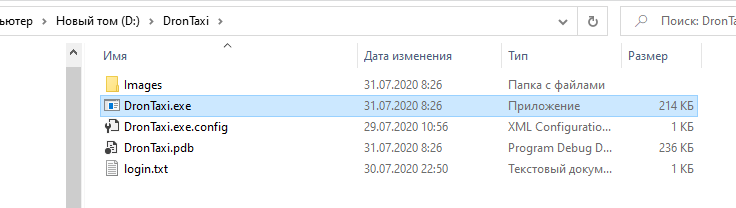 ьютер > Новый том (D:) > DronTaxi > Поиск: DronTa
Имя Дата изменения Тип Размер
Images 31.07.2020 8:26 Папка с файлами
DronTaxi.exe 31.07.2020 8:26 Приложение 214 КБ
DronTaxi.exe.config 29.07.2020 10:56 XML Configuratio... 1 КБ
DronTaxi.pdb 31.07.2020 8:26 Program Debug D... 236 КБ
login.txt 30.07.2020 22:50 Текстовый докум... 1 КБ